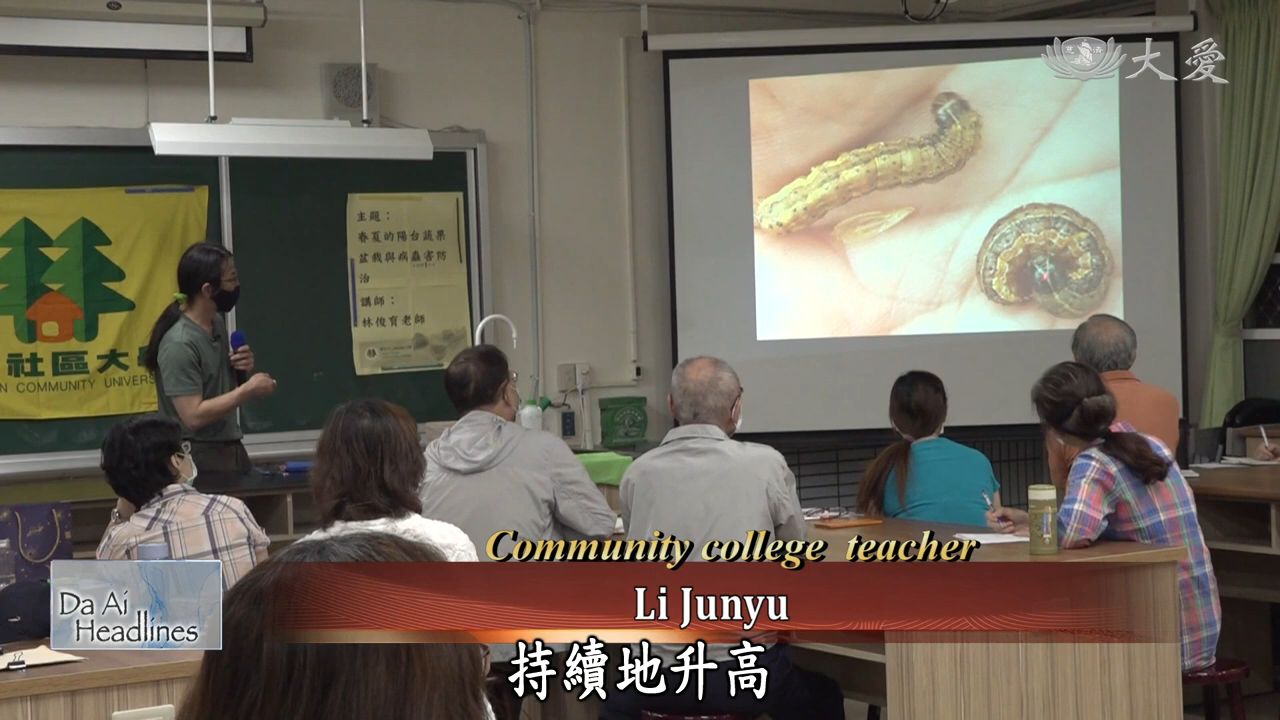 大愛
主題：
春夏的陽台蔬果
盆栽與病蟲害防
治
講師：
林俊育老師
社區大學
N COMMUNITY UNIVERS
Community college teacher
Li Junyu
Da Ai
Headlines
持續地升高